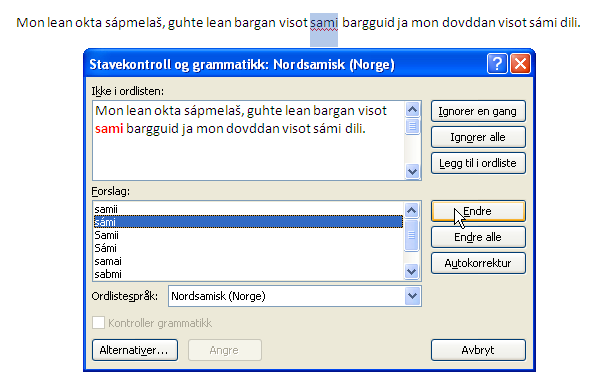 Mon lean okta sápmelaš, guhte lean bargan visot sami bargguid ja mon dovddan visot sámi dili.
Stavekontroll og grammatikk: Nordsamisk (Norge)
Ikke i ordlisten:
Mon lean okta sápmelaš, guhte lean bargan visot
sami bargguid ja mon dovddan visot sámi dili.
Ignorer en gang
Ignorer alle
Legg til i ordliste
Forslag:
samii
sámi
Samii
Sámi
samai
sabmi
Endre
Endre alle
Autokorrektur
Ordlistespråk:
Nordsamisk (Norge)
Kontroller grammatikk
Alternativer...
Angre
Avbryt